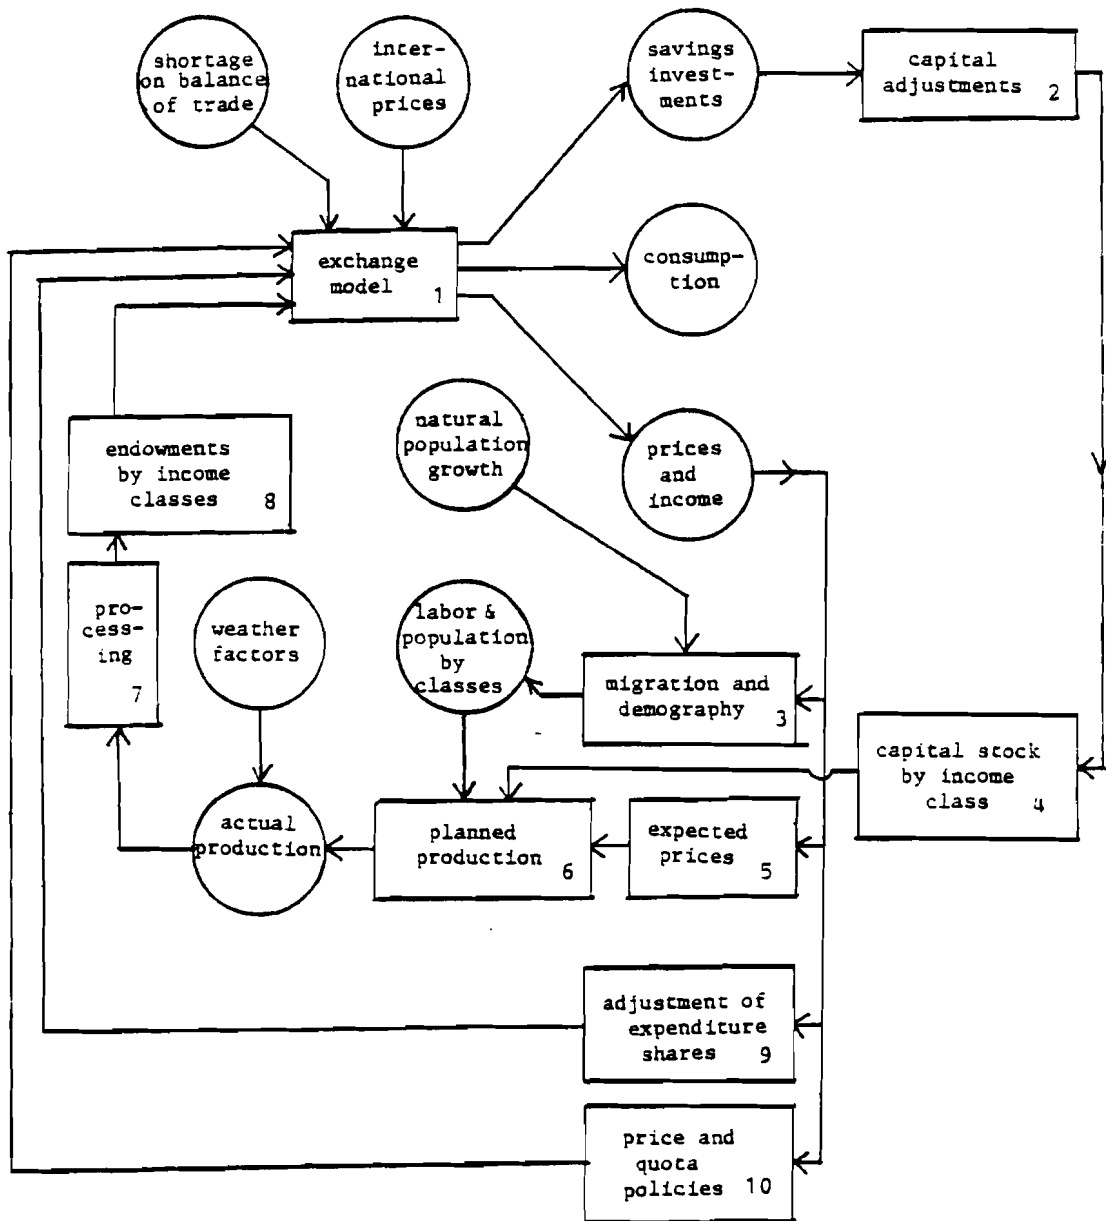 shortage
on balance
of trade
inter-
national
prices
savings
invest-
ments
capital
adjustments 2
exchange
model
1
consump-
tion
natural
population
growth
prices
and
income
endowments
by income
classes 8
pro-
cess-
ing
7
weather
factors
labor &
population
by
classes
migration and
demography 3
capital stock
by income
class 4
actual
production
planned
production
6
expected
prices
5
adjustment of
expenditure
shares 9
price and
quota
policies 10